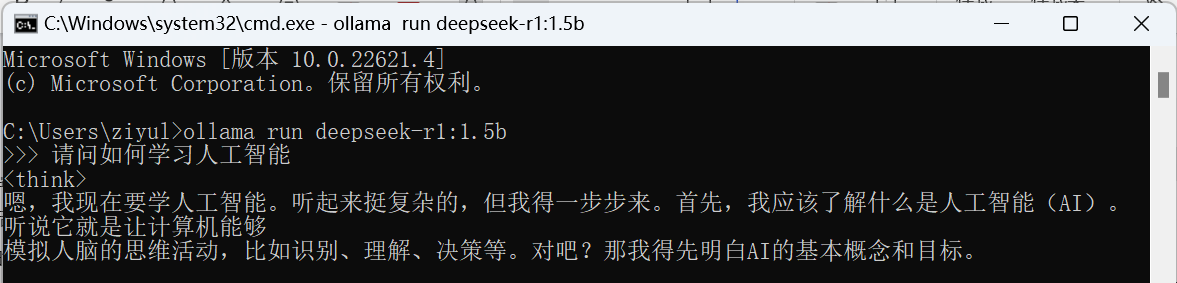 C:\Windows\system32\cmd.exe - ollama  run deepseek-r1:1.5b
Microsoft Windows [版本 10.0.22621.4]
(c) Microsoft Corporation。保留所有权利。
C:\Users\ziyul>ollama run deepseek-r1:1.5b
>>> 请问如何学习人工智能
<think>
嗯，我现在要学人工智能。听起来挺复杂的，但我得一步步来。首先，我应该了解什么是人工智能（AI）。
听说它就是让计算机能够
模拟人脑的思维活动，比如识别、理解、决策等。对吧？那我得先明白AI的基本概念和目标。